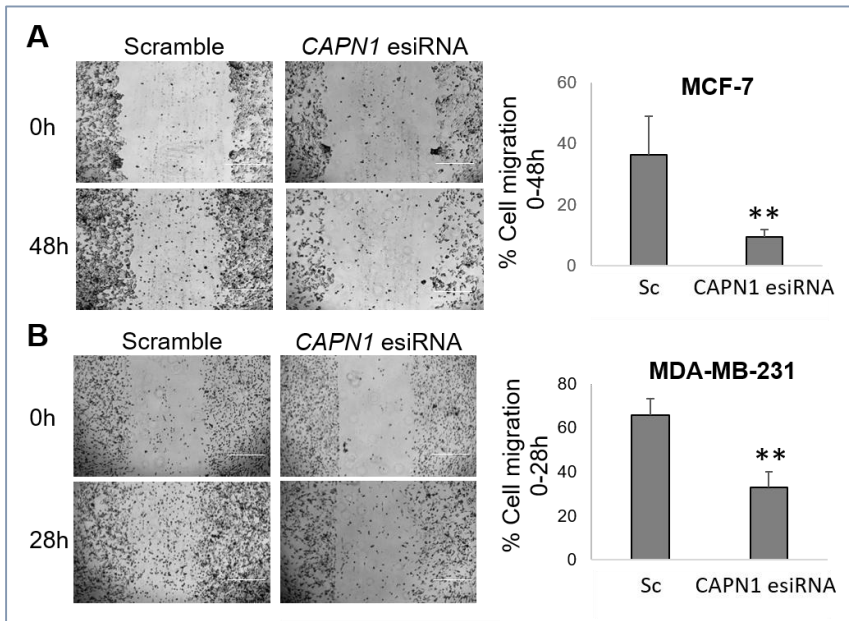 A
Scramble
CAPN1 esiRNA
0h
48h
MCF-7
% Cell migration
0-48h
60
40
20
0
**
Sc
CAPN1 esiRNA
B
Scramble
CAPN1 esiRNA
0h
28h
MDA-MB-231
% Cell migration
0-28h
80
60
40
20
0
**
Sc
CAPN1 esiRNA